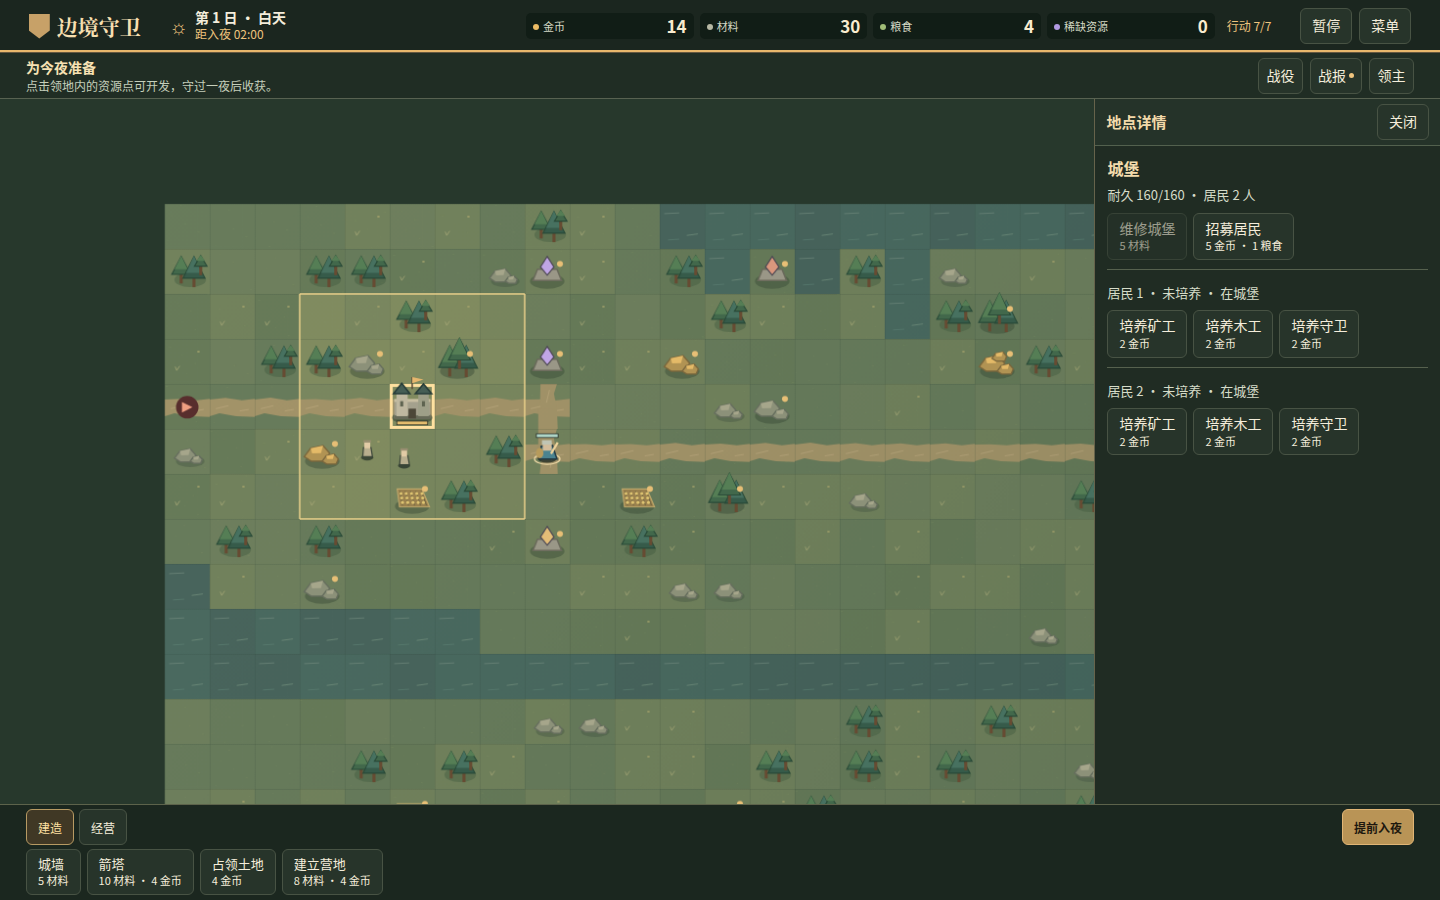 边境守卫
第 1 日 · 白天
距入夜 02:00
金币 14
材料 30
粮食 4
稀缺资源 0
行动 7/7
暂停
菜单
为今夜准备
点击领地内的资源点可开发，守过一夜后收获。
战役
战报
领主
地点详情
关闭
城堡
耐久 160/160 · 居民 2 人
维修城堡
5 材料
招募居民
5 金币 · 1 粮食
居民 1 · 未培养 · 在城堡
培养矿工
2 金币
培养木工
2 金币
培养守卫
2 金币
居民 2 · 未培养 · 在城堡
培养矿工
2 金币
培养木工
2 金币
培养守卫
2 金币
建造
经营
提前入夜
城墙
5 材料
箭塔
10 材料 · 4 金币
占领土地
4 金币
建立营地
8 材料 · 4 金币